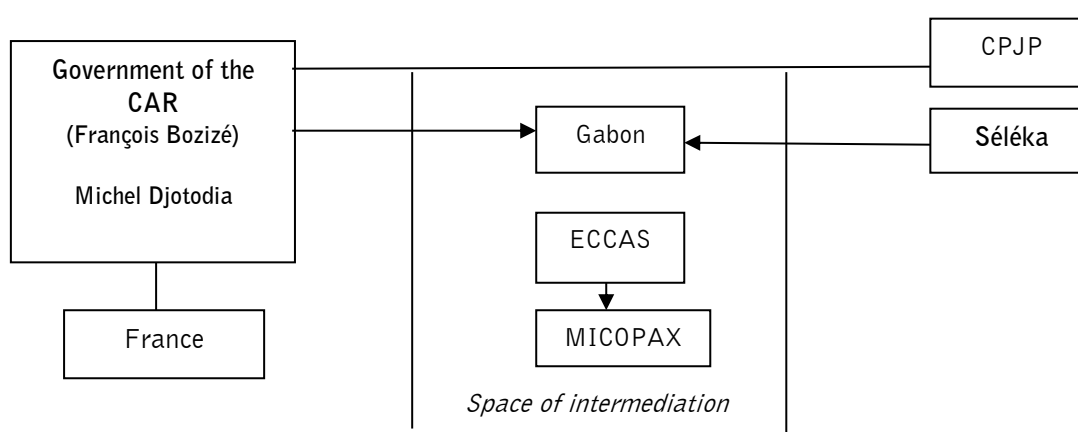 Government of the
CAR
(François Bozizé)
Michel Djotodia
France
Gabon
ECCAS
MICOPAX
Space of intermediation
CPJP
Séléka